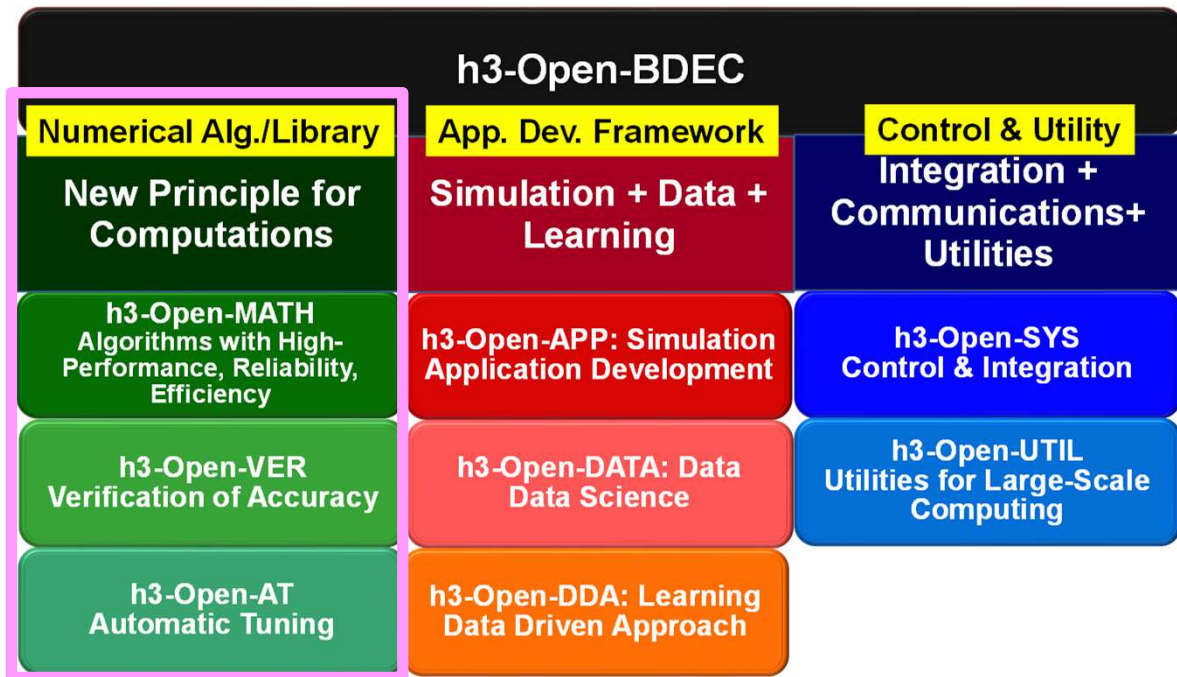 h3-Open-BDEC
Numerical Alg./Library
New Principle for
Computations
h3-Open-MATH
Algorithms with High-
Performance, Reliability,
Efficiency
h3-Open-VER
Verification of Accuracy
h3-Open-AT
Automatic Tuning
App. Dev. Framework
Simulation + Data +
Learning
h3-Open-APP: Simulation
Application Development
h3-Open-DATA: Data
Data Science
h3-Open-DDA: Learning
Data Driven Approach
Control & Utility
Integration +
Communications+
Utilities
h3-Open-SYS
Control & Integration
h3-Open-UTIL
Utilities for Large-Scale
Computing